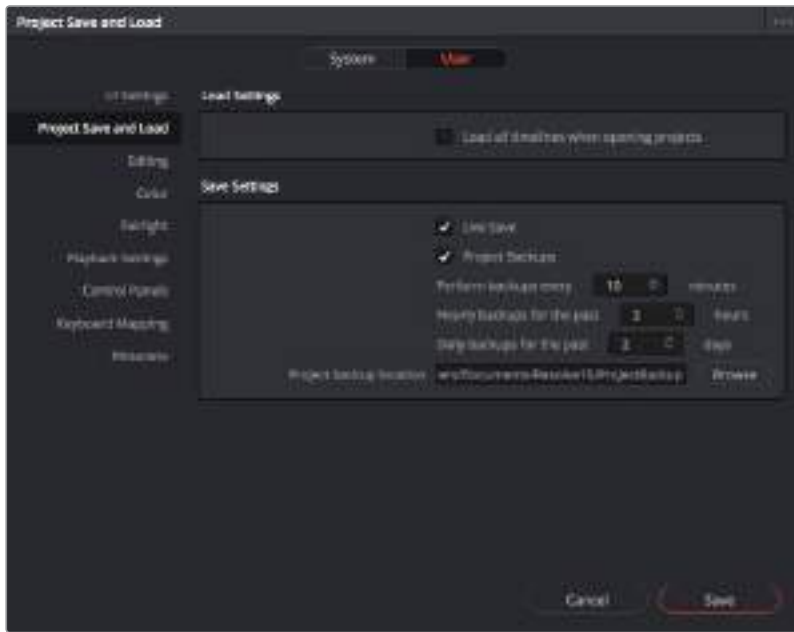 Project Save and Load
System User
UI Settings
Project Save and Load
Editing
Color
Fairlight
Playback Settings
Control Panels
Keyboard Mapping
Metadata
Load Settings
Load all timelines when opening projects
Save Settings
Live Save
Project Backups
Perform backups every 10 minutes
Hourly backups for the past hours
Daily backups for the past days
Project backup location Browse
Cancel Save